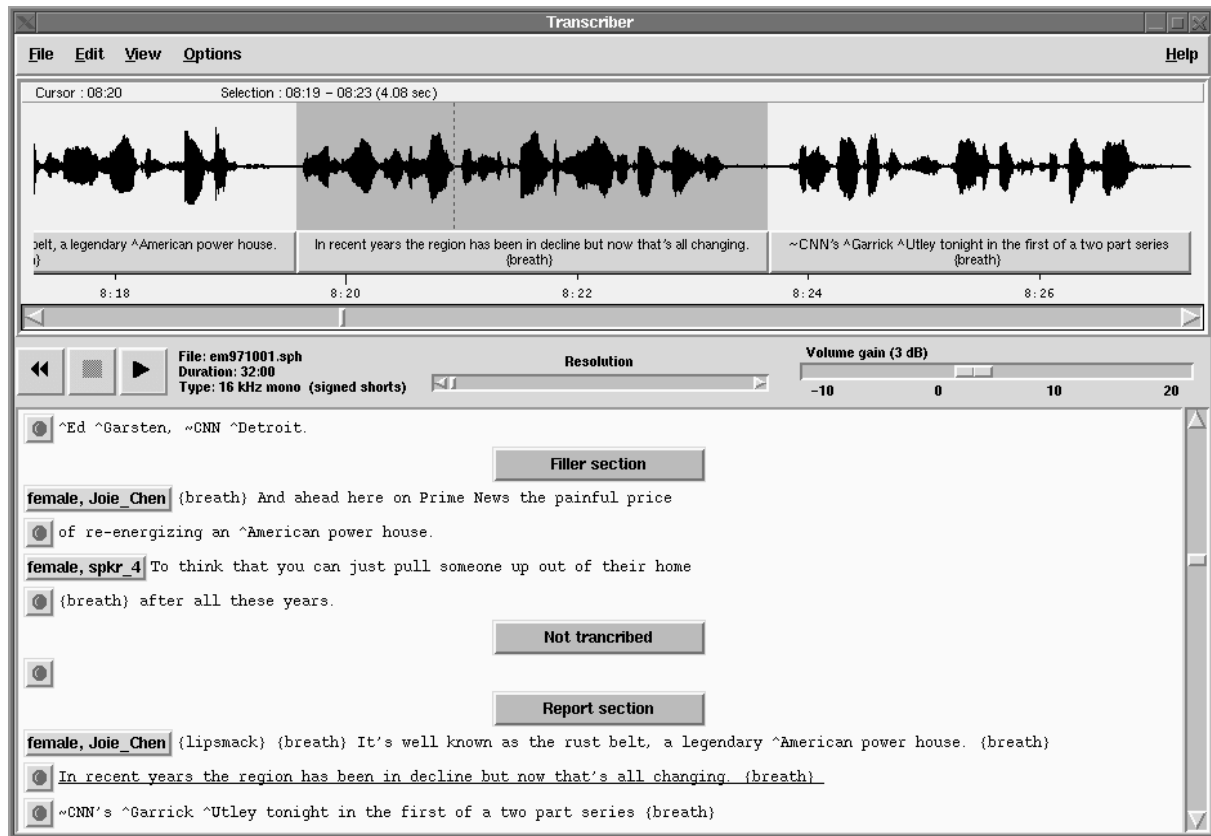 Transcriber
File Edit View Options Help
Cursor : 08:20 Selection : 08:19 - 08:23 (4.08 sec)
belt, a legendary ^American power house. In recent years the region has been in decline but now that's all changing. ~CNN's ^Garrick ^Utley tonight in the first of a two part series
{breath} {breath}
8:18 8:20 8:22 8:24 8:26
File: em971001.sph
Duration: 32:00
Type: 16 kHz mono (signed shorts)
Resolution
Volume gain (3 dB)
-10 0 10 20
^Ed ^Garsten, ~CNN ^Detroit.
Filler section
female, Joie_Chen {breath} And ahead here on Prime News the painful price
of re-energizing an ^American power house.
female, spkr_4 To think that you can just pull someone up out of their home
{breath} after all these years.
Not trancribed
Report section
female, Joie_Chen {lipsmack} {breath} It's well known as the rust belt, a legendary ^American power house. {breath}
In recent years the region has been in decline but now that's all changing. {breath}
~CNN's ^Garrick ^Utley tonight in the first of a two part series {breath}